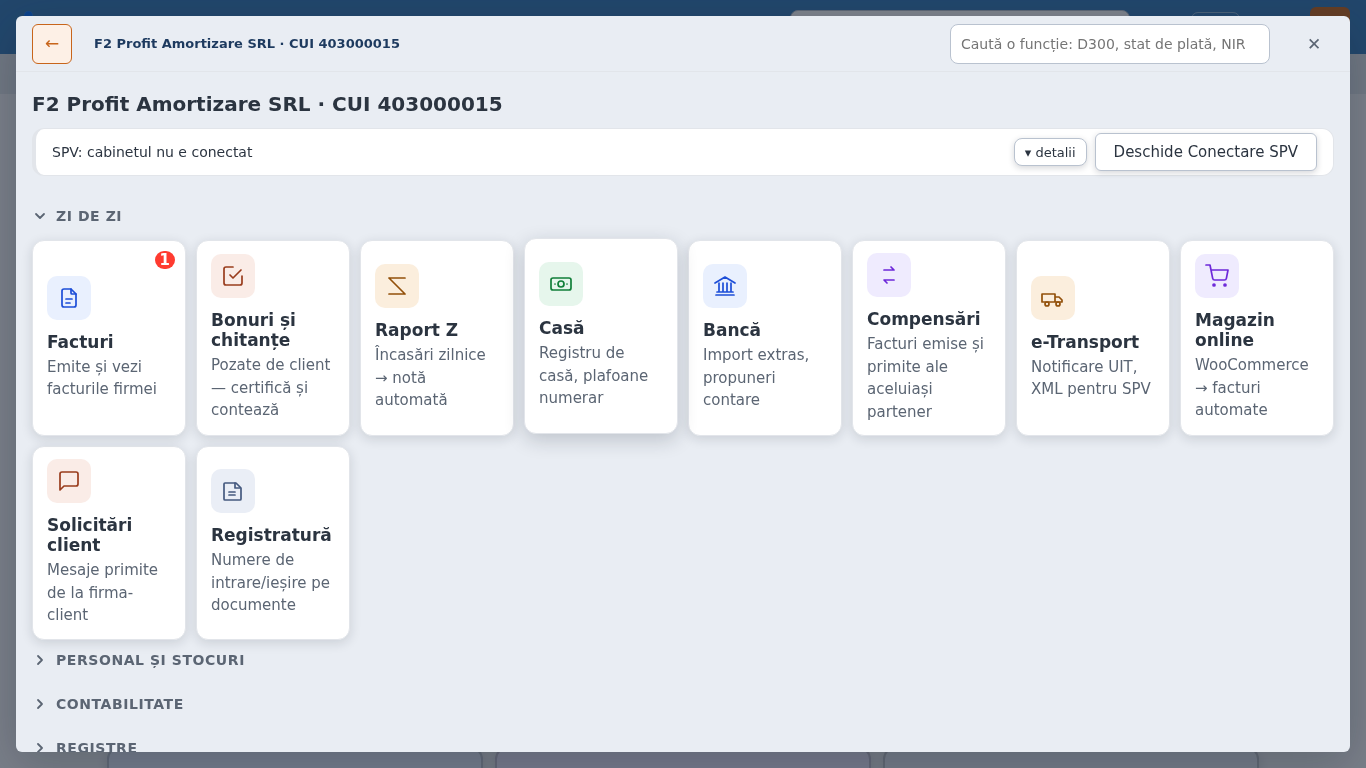 ←
F2 Profit Amortizare SRL · CUI 403000015
Caută o funcție: D300, stat de plată, NIR
✕
F2 Profit Amortizare SRL · CUI 403000015
SPV: cabinetul nu e conectat
▾ detalii
Deschide Conectare SPV
ZI DE ZI
1
Facturi
Emite și vezi
facturile firmei
Bonuri și
chitanțe
Pozate de client
— certifică și
contează
Raport Z
Încasări zilnice
→ notă
automată
Casă
Registru de
casă, plafoane
numerar
Bancă
Import extras,
propuneri
contare
Compensări
Facturi emise și
primite ale
aceluiași
partener
e-Transport
Notificare UIT,
XML pentru SPV
Magazin
online
WooCommerce
→ facturi
automate
Solicitări
client
Mesaje primite
de la firma-
client
Registratură
Numere de
intrare/ieșire pe
documente
PERSONAL ȘI STOCURI
CONTABILITATE
REGISTRE